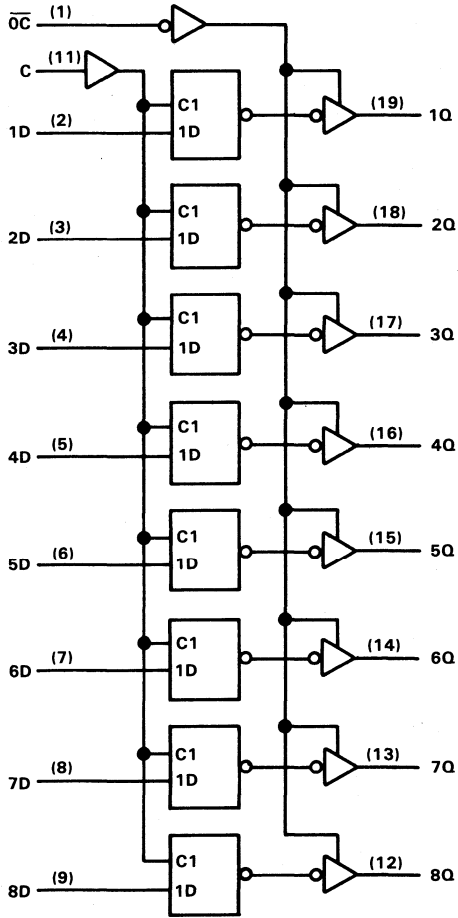 OC (1)
C (11)
C1 (19)
1D (2) 1D 1Q
C1 (18)
2D (3) 1D 2Q
C1 (17)
3D (4) 1D 3Q
C1 (16)
4D (5) 1D 4Q
C1 (15)
5D (6) 1D 5Q
C1 (14)
6D (7) 1D 6Q
C1 (13)
7D (8) 1D 7Q
C1 (12)
8D (9) 1D 8Q